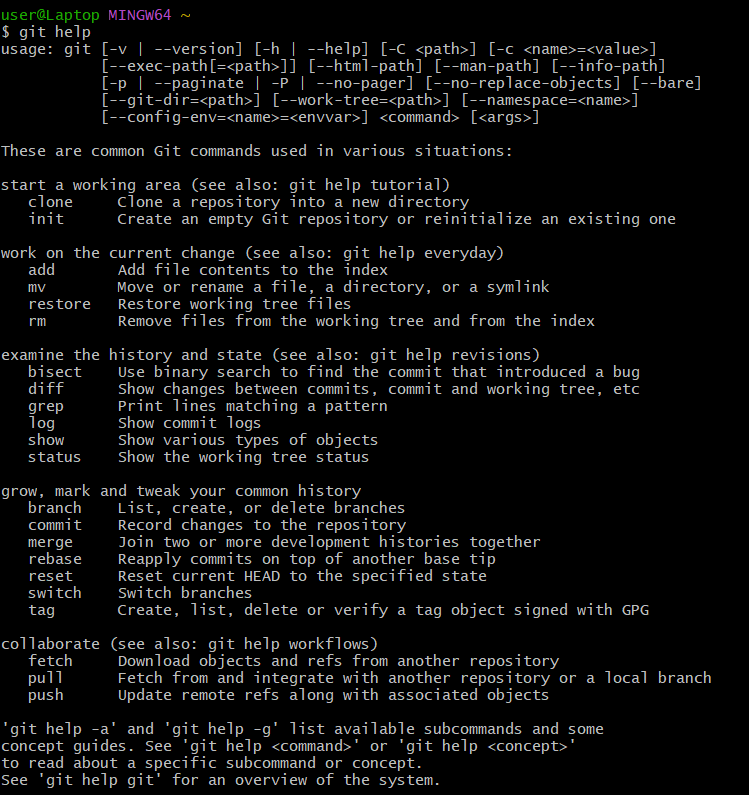 user@Laptop MINGW64 ~
$ git help
usage: git [-v | --version] [-h | --help] [-C <path>] [-c <name>=<value>]
           [--exec-path[=<path>]] [--html-path] [--man-path] [--info-path]
           [-p | --paginate | -P | --no-pager] [--no-replace-objects] [--bare]
           [--git-dir=<path>] [--work-tree=<path>] [--namespace=<name>]
           [--config-env=<name>=<envvar>] <command> [<args>]

These are common Git commands used in various situations:

start a working area (see also: git help tutorial)
   clone     Clone a repository into a new directory
   init      Create an empty Git repository or reinitialize an existing one

work on the current change (see also: git help everyday)
   add       Add file contents to the index
   mv        Move or rename a file, a directory, or a symlink
   restore   Restore working tree files
   rm        Remove files from the working tree and from the index

examine the history and state (see also: git help revisions)
   bisect    Use binary search to find the commit that introduced a bug
   diff      Show changes between commits, commit and working tree, etc
   grep      Print lines matching a pattern
   log       Show commit logs
   show      Show various types of objects
   status    Show the working tree status

grow, mark and tweak your common history
   branch    List, create, or delete branches
   commit    Record changes to the repository
   merge     Join two or more development histories together
   rebase    Reapply commits on top of another base tip
   reset     Reset current HEAD to the specified state
   switch    Switch branches
   tag       Create, list, delete or verify a tag object signed with GPG

collaborate (see also: git help workflows)
   fetch     Download objects and refs from another repository
   pull      Fetch from and integrate with another repository or a local branch
   push      Update remote refs along with associated objects

'git help -a' and 'git help -g' list available subcommands and some
concept guides. See 'git help <command>' or 'git help <concept>'
to read about a specific subcommand or concept.
See 'git help git' for an overview of the system.